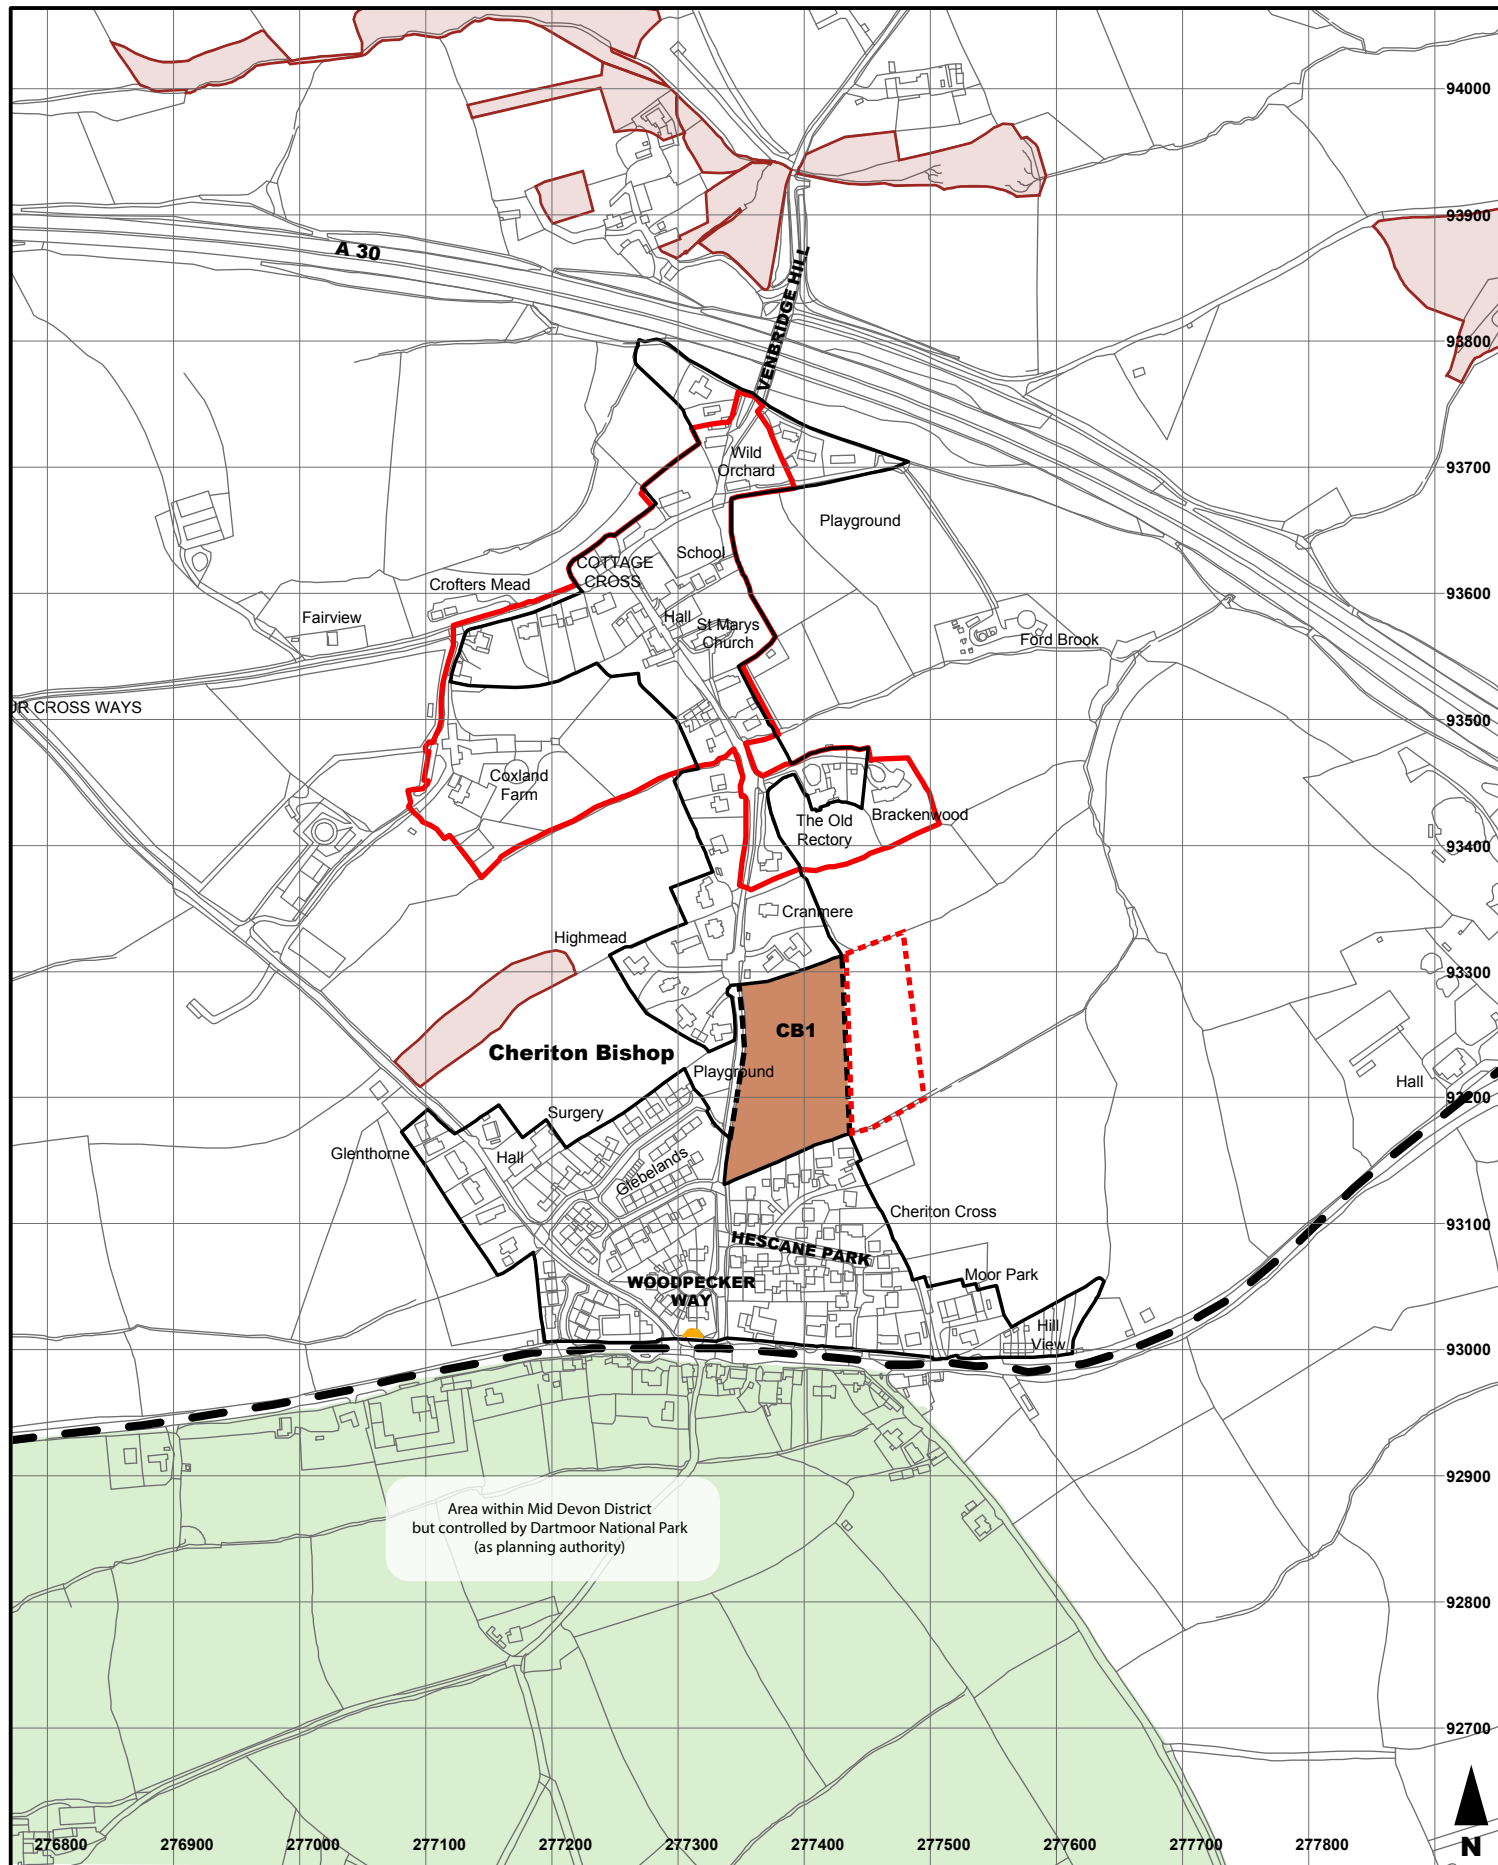 94000
93900
A 30
VENBRIDGE HILL
93800
Wild
Orchard
93700
Playground
School
COTTAGE
CROSS
Crofters Mead
93600
Fairview
Hall
St Marys
Church
Ford Brook
UR CROSS WAYS
93500
Coxland
Farm
The Old
Rectory
Brackenwood
93400
Cranmere
Highmead
93300
CB1
Cheriton Bishop
Playground
Hall
93200
Surgery
Glenthorne
Hall
Glebelands
Cheriton Cross
93100
HESCANE PARK
WOODPECKER
WAY
Moor Park
Hill
View
93000
92900
Area within Mid Devon District
but controlled by Dartmoor National Park
(as planning authority)
92800
92700
276800 276900 277000 277100 277200 277300 277400 277500 277600 277700 277800
N